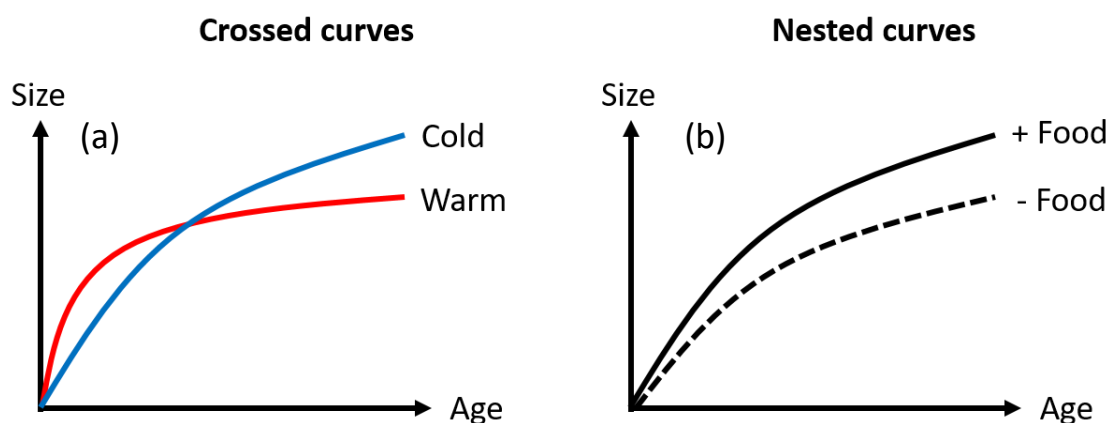 Crossed curves
Size
(a)
Cold
Warm
Age
Nested curves
Size
(b)
+ Food
- Food
Age